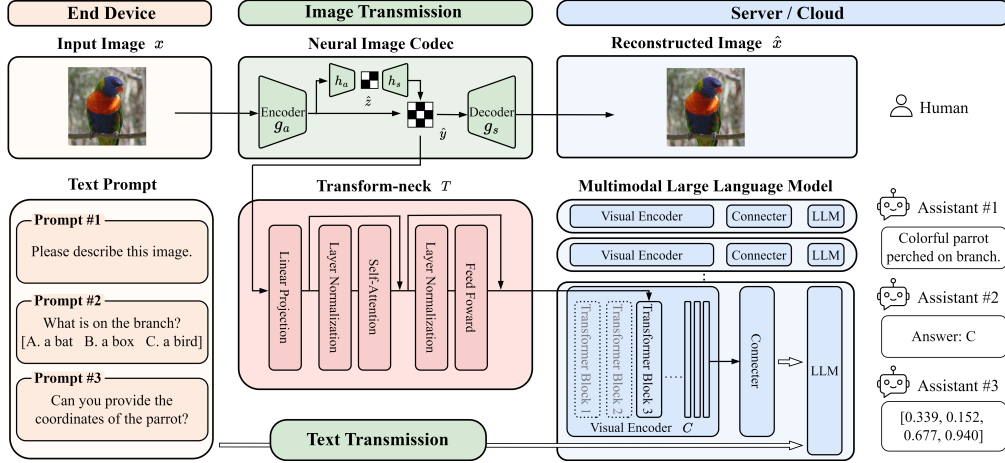 End Device
Image Transmission
Server / Cloud
Input Image x
Neural Image Codec
Reconstructed Image x̂
Encoder
g_a
h_a
ẑ
h_s
ŷ
Decoder
g_s
Human
Text Prompt
Prompt #1
Please describe this image.
Prompt #2
What is on the branch?
[A. a bat B. a box C. a bird]
Prompt #3
Can you provide the
coordinates of the parrot?
Transform-neck T
Linear Projection
Layer Normalization
Self-Attention
Layer Normalization
Feed Foward
Text Transmission
Multimodal Large Language Model
Visual Encoder
Connecter
LLM
Visual Encoder
Connecter
LLM
Transformer Block 1
Transformer Block 2
Transformer Block 3
Visual Encoder C
Connecter
LLM
Assistant #1
Colorful parrot
perched on branch.
Assistant #2
Answer: C
Assistant #3
[0.339, 0.152,
0.677, 0.940]